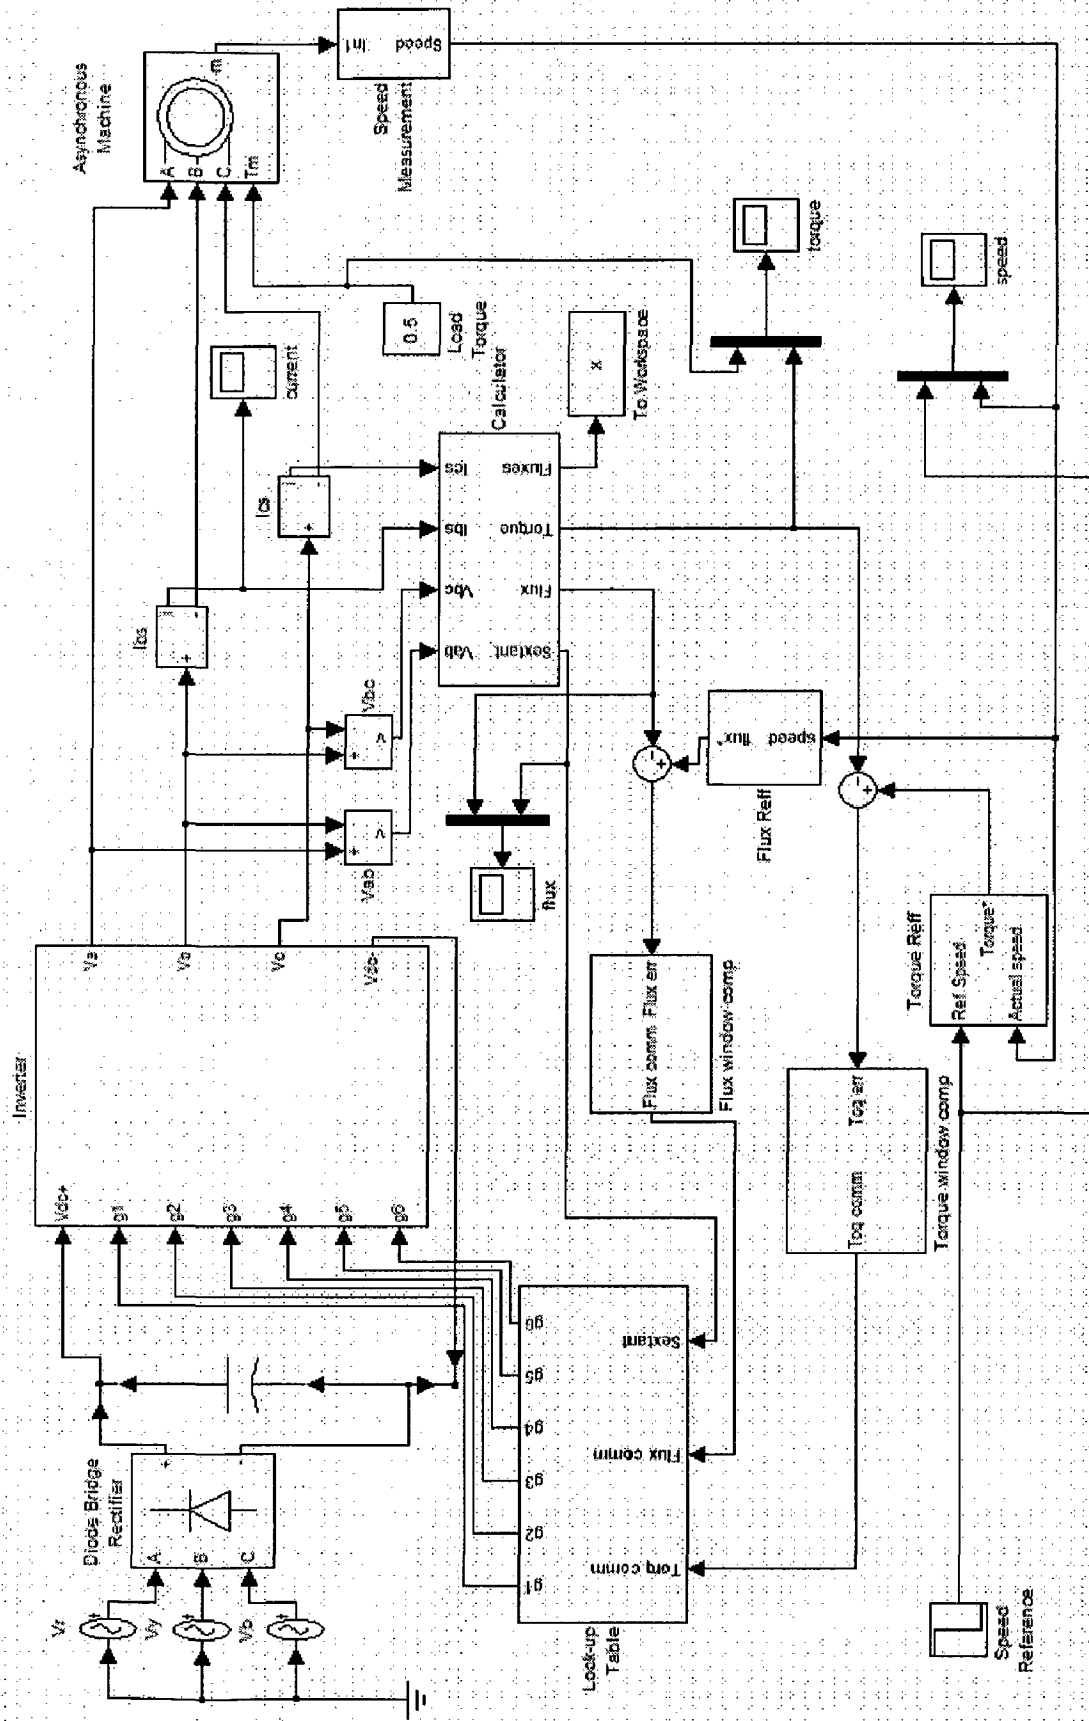 Vr
Vy
Vb
Diode Bridge
Rectifier
A
B
C
+
-
Inverter
Vdc+
g1
g2
g3
g4
g5
g6
Va
Vb
Vc
Vdc-
Ibs
+
-
Ics
+
-
current
Asynchronous
Machine
A
B
C
Tm
m
Speed
Measurement
In1
Speed
0.5
Load
Torque
Vab
+
-
v
Vbc
+
-
v
Calculator
Vab
Vbc
Ibs
Ics
Sextant
Flux
Torque
Fluxes
x
To Workspace
torque
speed
flux
-
+
Flux Reff
speed
flux*
-
+
Flux window comp
Flux comm
Flux err
Torque Reff
Ref Speed
Torque*
Actual speed
Torque window comp
Toq comm
Toq err
Look-up
Table
g1
g2
g3
g4
g5
g6
Torq comm
Flux comm
Sextant
Speed
Reference